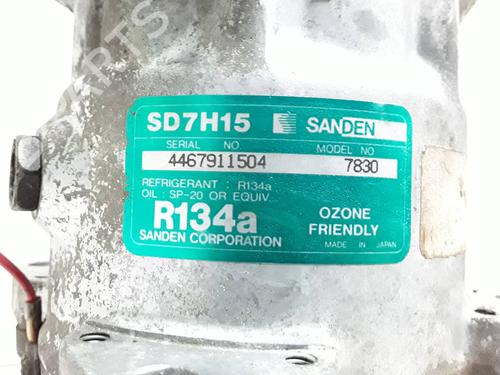 SD7H15 SANDEN
SERIAL NO MODEL NO
4467911504 7830
REFRIGERANT : R134a
OIL : SP-20 OR EQUIV.
R134a OZONE
FRIENDLY
SANDEN CORPORATION MADE IN JAPAN
PARTS